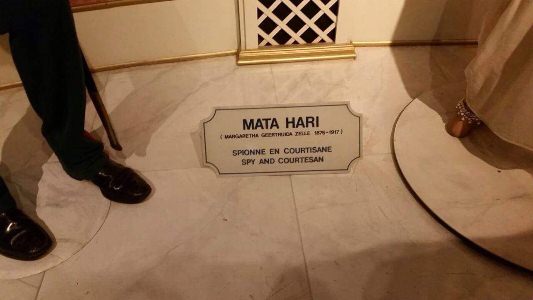 MATA HARI
( MARGARETHA GEERTRUIDA ZELLE 1876-1917 )
SPIONNE EN COURTISANE
SPY AND COURTESAN